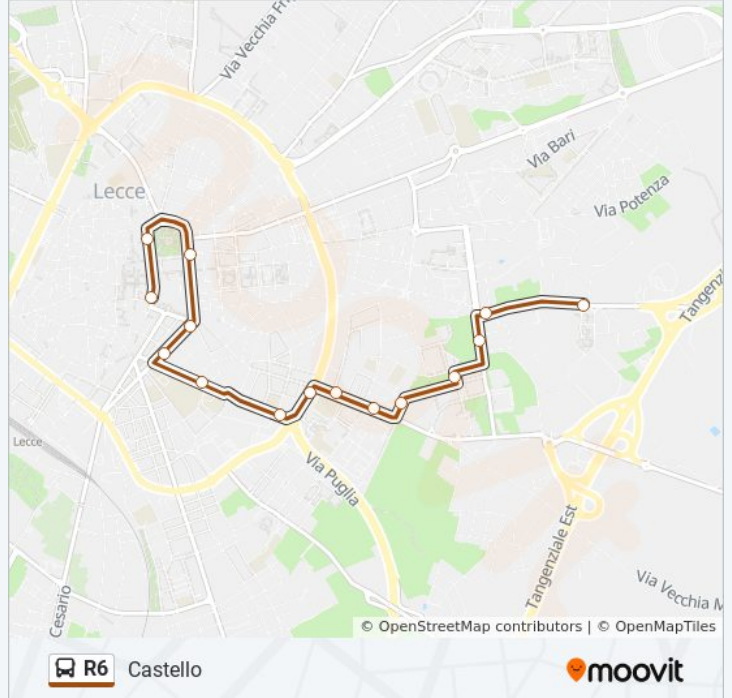 Via Vecchia Fr
Via Bari
Lecce
Via Potenza
Tangenzia
Lecce
Via Puglia
Tangenziale Est
Via Vecchia M
Cesario
© OpenStreetMap contributors | © OpenMapTiles
R6 Castello
moovit